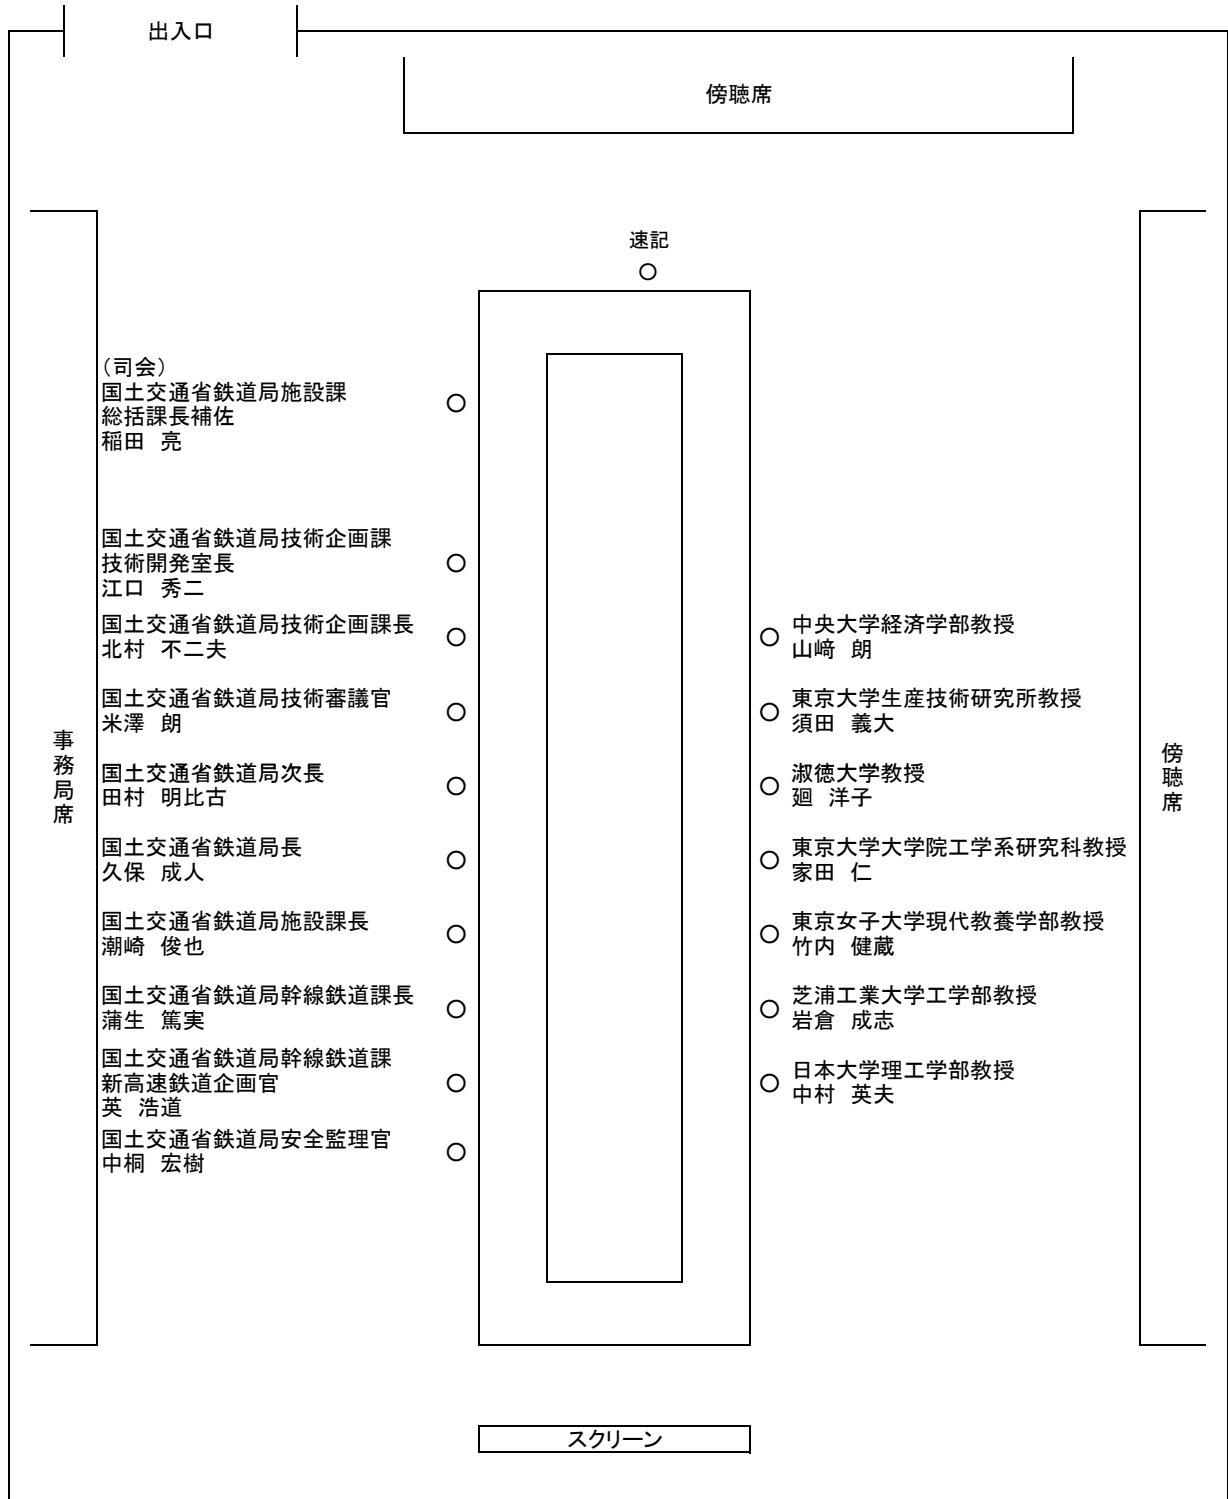 出入口
傍聴席
速記
（司会）
国土交通省鉄道局施設課
総括課長補佐
稲田　亮
国土交通省鉄道局技術企画課
技術開発室長
江口　秀二
国土交通省鉄道局技術企画課長
北村　不二夫
国土交通省鉄道局技術審議官
米澤　朗
国土交通省鉄道局次長
田村　明比古
国土交通省鉄道局長
久保　成人
国土交通省鉄道局施設課長
潮崎　俊也
国土交通省鉄道局幹線鉄道課長
蒲生　篤実
国土交通省鉄道局幹線鉄道課
新高速鉄道企画官
英　浩道
国土交通省鉄道局安全監理官
中桐　宏樹
事務局席
中央大学経済学部教授
山﨑　朗
東京大学生産技術研究所教授
須田　義大
淑徳大学教授
廻　洋子
東京大学大学院工学系研究科教授
家田　仁
東京女子大学現代教養学部教授
竹内　健蔵
芝浦工業大学工学部教授
岩倉　成志
日本大学理工学部教授
中村　英夫
傍聴席
スクリーン